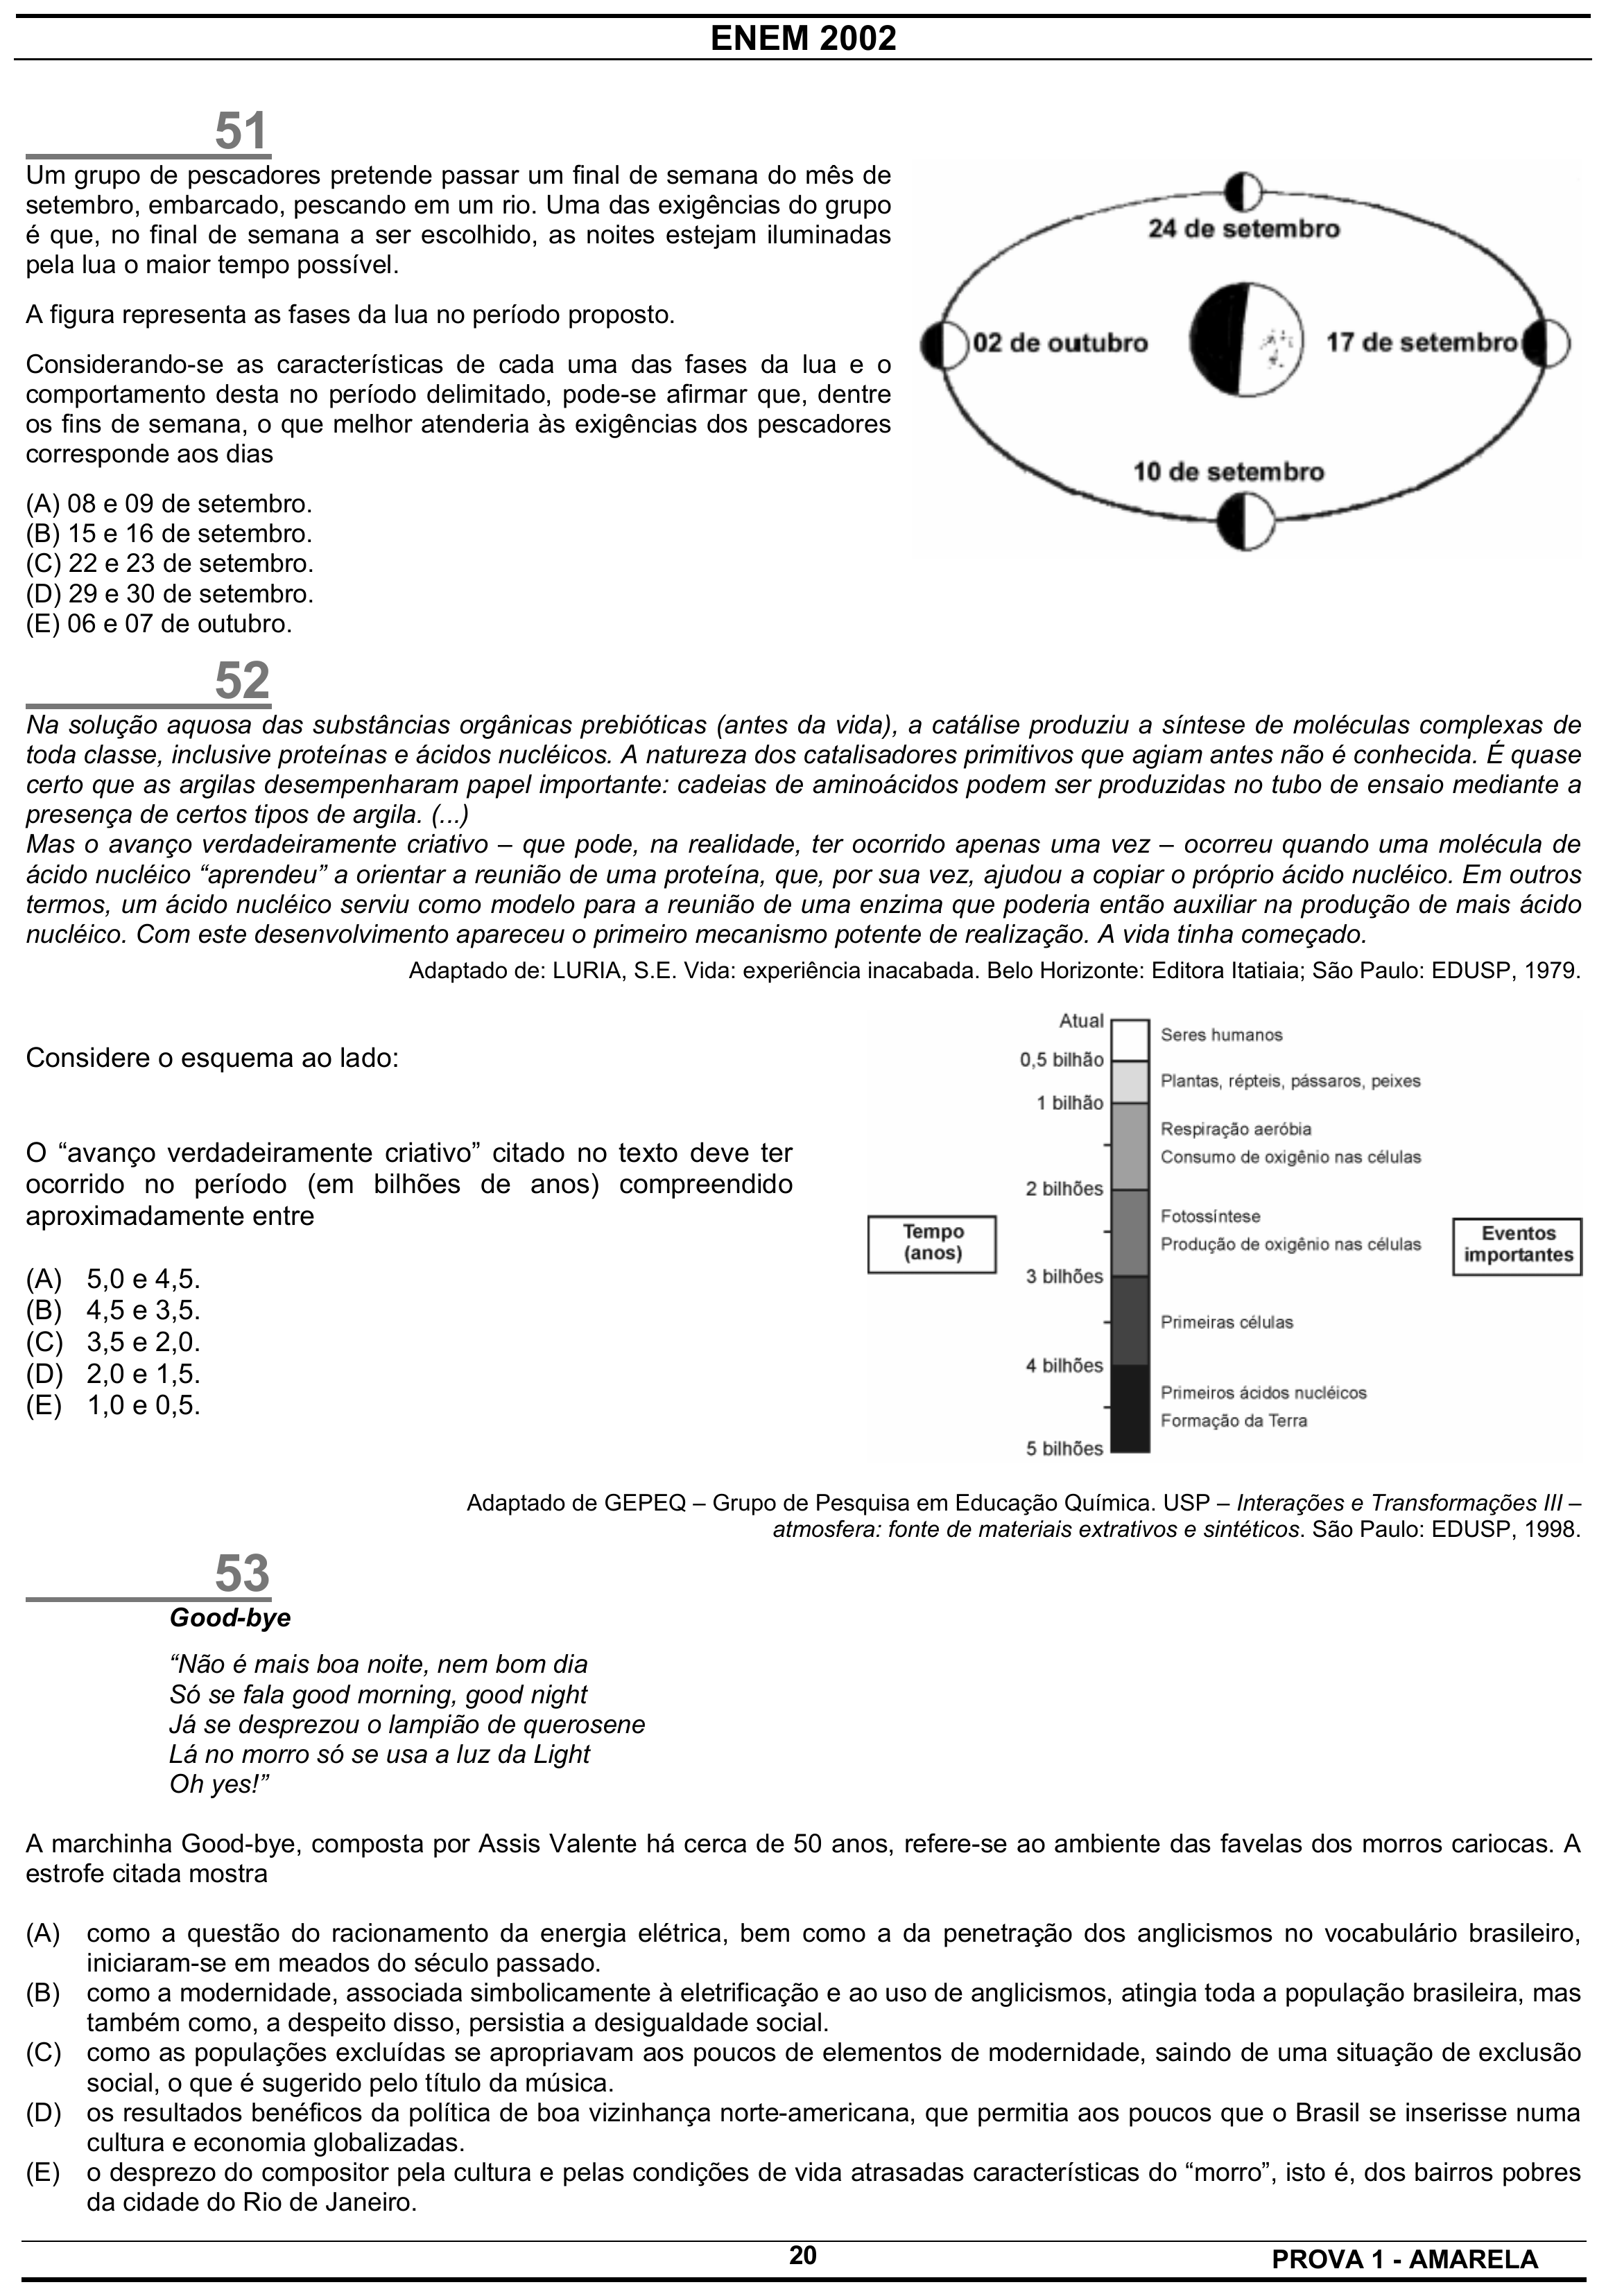 ENEM 2002
51
Um grupo de pescadores pretende passar um final de semana do mês de
setembro, embarcado, pescando em um rio. Uma das exigências do grupo
é que, no final de semana a ser escolhido, as noites estejam iluminadas
pela lua o maior tempo possível.
A figura representa as fases da lua no período proposto.
Considerando-se as características de cada uma das fases da lua e o
comportamento desta no período delimitado, pode-se afirmar que, dentre
os fins de semana, o que melhor atenderia às exigências dos pescadores
corresponde aos dias
(A) 08 e 09 de setembro.
(B) 15 e 16 de setembro.
(C) 22 e 23 de setembro.
(D) 29 e 30 de setembro.
(E) 06 e 07 de outubro.
24 de setembro
02 de outubro
17 de setembro
10 de setembro
52
Na solução aquosa das substâncias orgânicas prebióticas (antes da vida), a catálise produziu a síntese de moléculas complexas de
toda classe, inclusive proteínas e ácidos nucléicos. A natureza dos catalisadores primitivos que agiam antes não é conhecida. É quase
certo que as argilas desempenharam papel importante: cadeias de aminoácidos podem ser produzidas no tubo de ensaio mediante a
presença de certos tipos de argila. (...)
Mas o avanço verdadeiramente criativo – que pode, na realidade, ter ocorrido apenas uma vez – ocorreu quando uma molécula de
ácido nucléico “aprendeu” a orientar a reunião de uma proteína, que, por sua vez, ajudou a copiar o próprio ácido nucléico. Em outros
termos, um ácido nucléico serviu como modelo para a reunião de uma enzima que poderia então auxiliar na produção de mais ácido
nucléico. Com este desenvolvimento apareceu o primeiro mecanismo potente de realização. A vida tinha começado.
Adaptado de: LURIA, S.E. Vida: experiência inacabada. Belo Horizonte: Editora Itatiaia; São Paulo: EDUSP, 1979.
Considere o esquema ao lado:
O “avanço verdadeiramente criativo” citado no texto deve ter
ocorrido no período (em bilhões de anos) compreendido
aproximadamente entre
(A) 5,0 e 4,5.
(B) 4,5 e 3,5.
(C) 3,5 e 2,0.
(D) 2,0 e 1,5.
(E) 1,0 e 0,5.
Tempo
(anos)
Atual
0,5 bilhão
1 bilhão
2 bilhões
3 bilhões
4 bilhões
5 bilhões
Seres humanos
Plantas, répteis, pássaros, peixes
Respiração aeróbia
Consumo de oxigênio nas células
Fotossíntese
Produção de oxigênio nas células
Primeiras células
Primeiros ácidos nucléicos
Formação da Terra
Eventos
importantes
Adaptado de GEPEQ – Grupo de Pesquisa em Educação Química. USP – Interações e Transformações III –
atmosfera: fonte de materiais extrativos e sintéticos. São Paulo: EDUSP, 1998.
53
Good-bye
“Não é mais boa noite, nem bom dia
Só se fala good morning, good night
Já se desprezou o lampião de querosene
Lá no morro só se usa a luz da Light
Oh yes!”
A marchinha Good-bye, composta por Assis Valente há cerca de 50 anos, refere-se ao ambiente das favelas dos morros cariocas. A
estrofe citada mostra
(A) como a questão do racionamento da energia elétrica, bem como a da penetração dos anglicismos no vocabulário brasileiro,
iniciaram-se em meados do século passado.
(B) como a modernidade, associada simbolicamente à eletrificação e ao uso de anglicismos, atingia toda a população brasileira, mas
também como, a despeito disso, persistia a desigualdade social.
(C) como as populações excluídas se apropriavam aos poucos de elementos de modernidade, saindo de uma situação de exclusão
social, o que é sugerido pelo título da música.
(D) os resultados benéficos da política de boa vizinhança norte-americana, que permitia aos poucos que o Brasil se inserisse numa
cultura e economia globalizadas.
(E) o desprezo do compositor pela cultura e pelas condições de vida atrasadas características do “morro”, isto é, dos bairros pobres
da cidade do Rio de Janeiro.
20
PROVA 1 - AMARELA